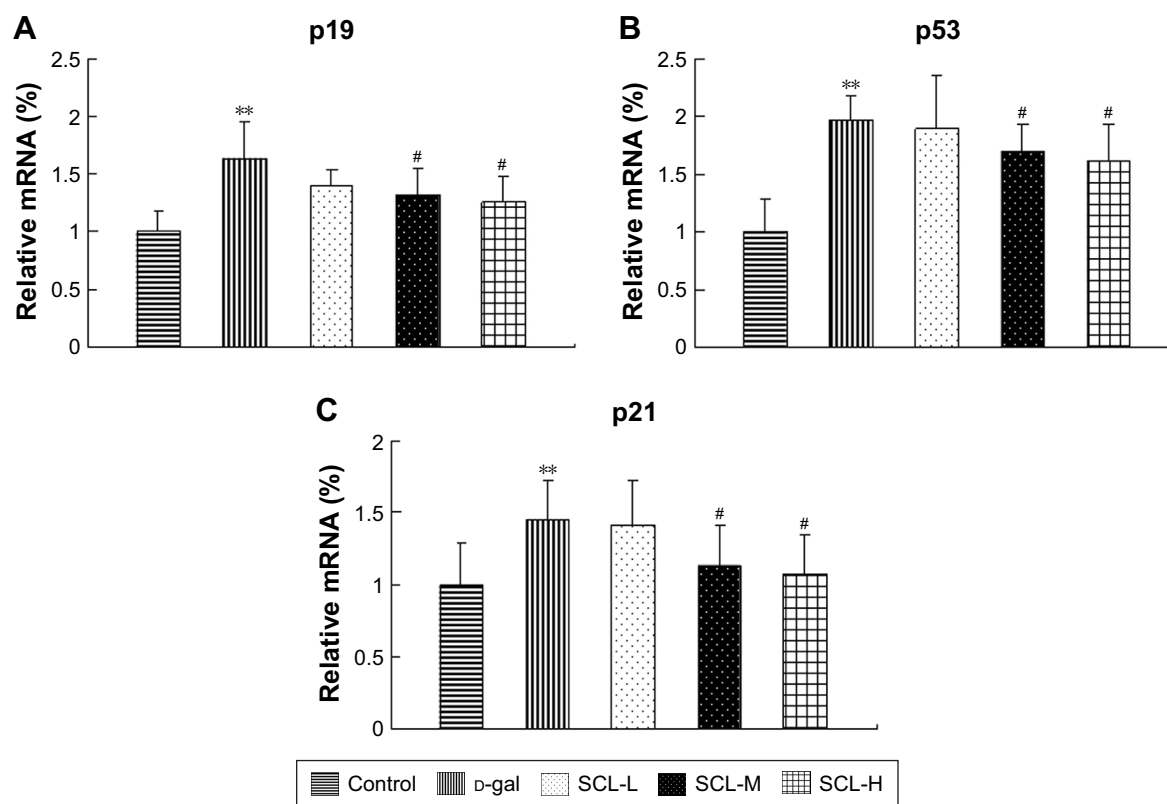 A
p19
Relative mRNA (%)
2.5
2
1.5
1
0.5
0
**
#
#
B
p53
Relative mRNA (%)
2.5
2
1.5
1
0.5
0
**
#
#
C
p21
Relative mRNA (%)
2
1.5
1
0.5
0
**
#
#
Control D-gal SCL-L SCL-M SCL-H